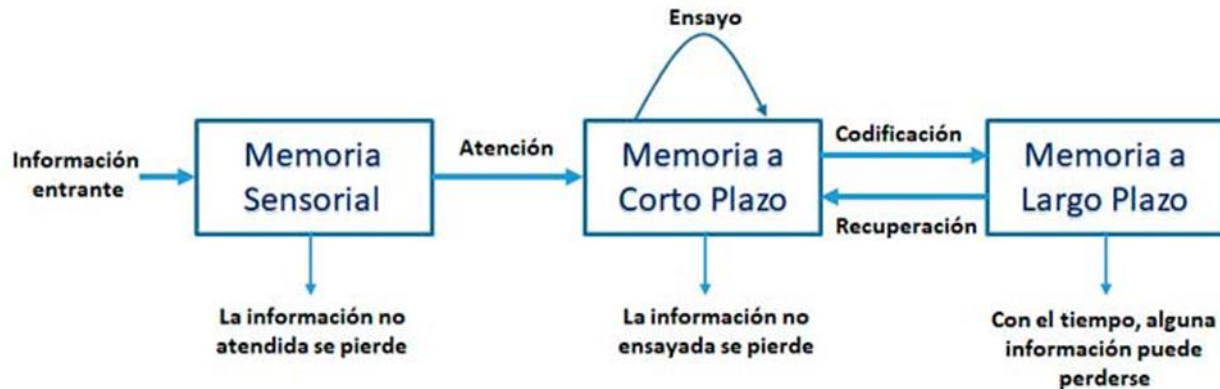 Ensayo
Información
entrante
Memoria
Sensorial
Atención
Memoria a
Corto Plazo
Codificación
Recuperación
Memoria a
Largo Plazo
La información no
atendida se pierde
La información no
ensayada se pierde
Con el tiempo, alguna
información puede
perderse